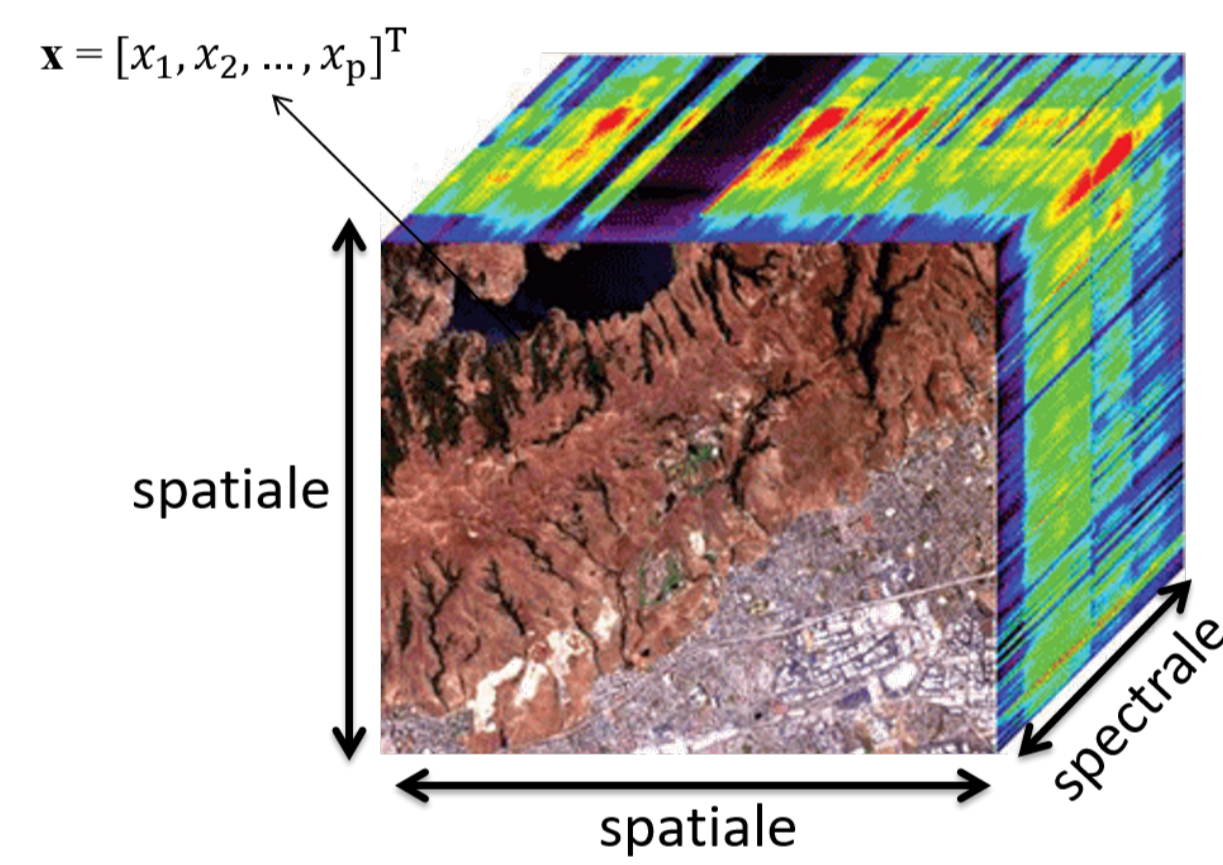 x = [x₁, x₂, ..., xₚ]ᵀ
spatiale
spectrale
spatiale